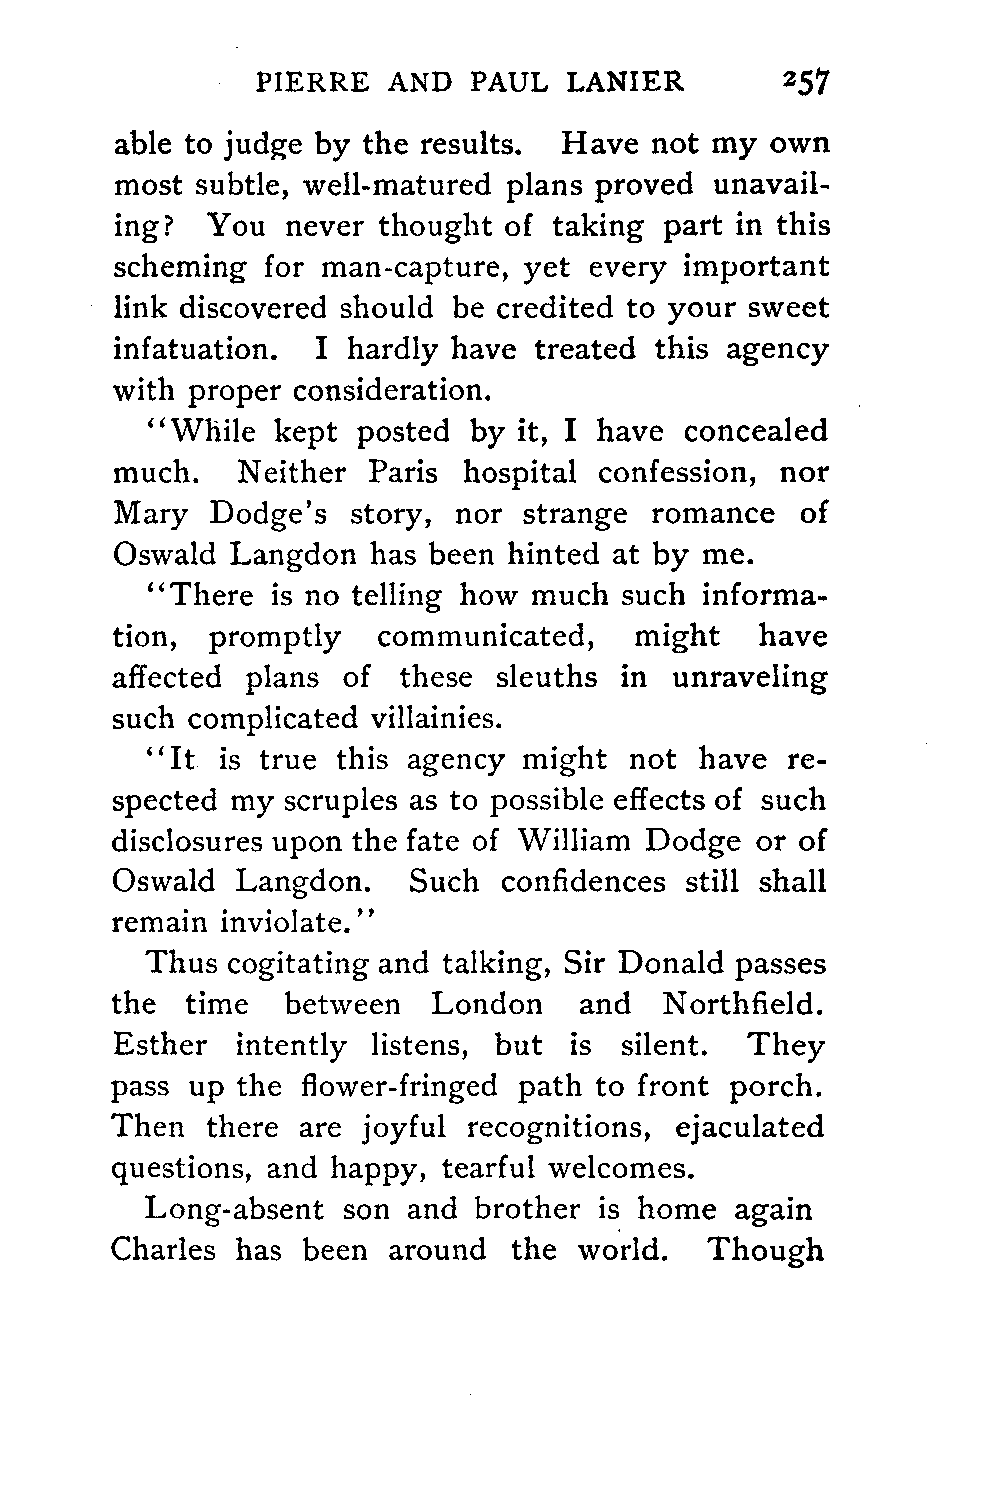 PIERRE AND PAUL LANIER 257
able to judge by the results. Have not my own
most subtle, well-matured plans proved unavail-
ing? You never thought of taking part in this
scheming for man-capture, yet every important
link discovered should be credited to your sweet
infatuation. I hardly have treated this agency
with proper consideration.
“While kept posted by it, I have concealed
much. Neither Paris hospital confession, nor
Mary Dodge's story, nor strange romance of
Oswald Langdon has been hinted at by me.
“There is no telling how much such informa-
tion, promptly communicated, might have
affected plans of these sleuths in unraveling
such complicated villainies.
“It is true this agency might not have re-
spected my scruples as to possible effects of such
disclosures upon the fate of William Dodge or of
Oswald Langdon. Such confidences still shall
remain inviolate.”
Thus cogitating and talking, Sir Donald passes
the time between London and Northfield.
Esther intently listens, but is silent. They
pass up the flower-fringed path to front porch.
Then there are joyful recognitions, ejaculated
questions, and happy, tearful welcomes.
Long-absent son and brother is home again
Charles has been around the world. Though